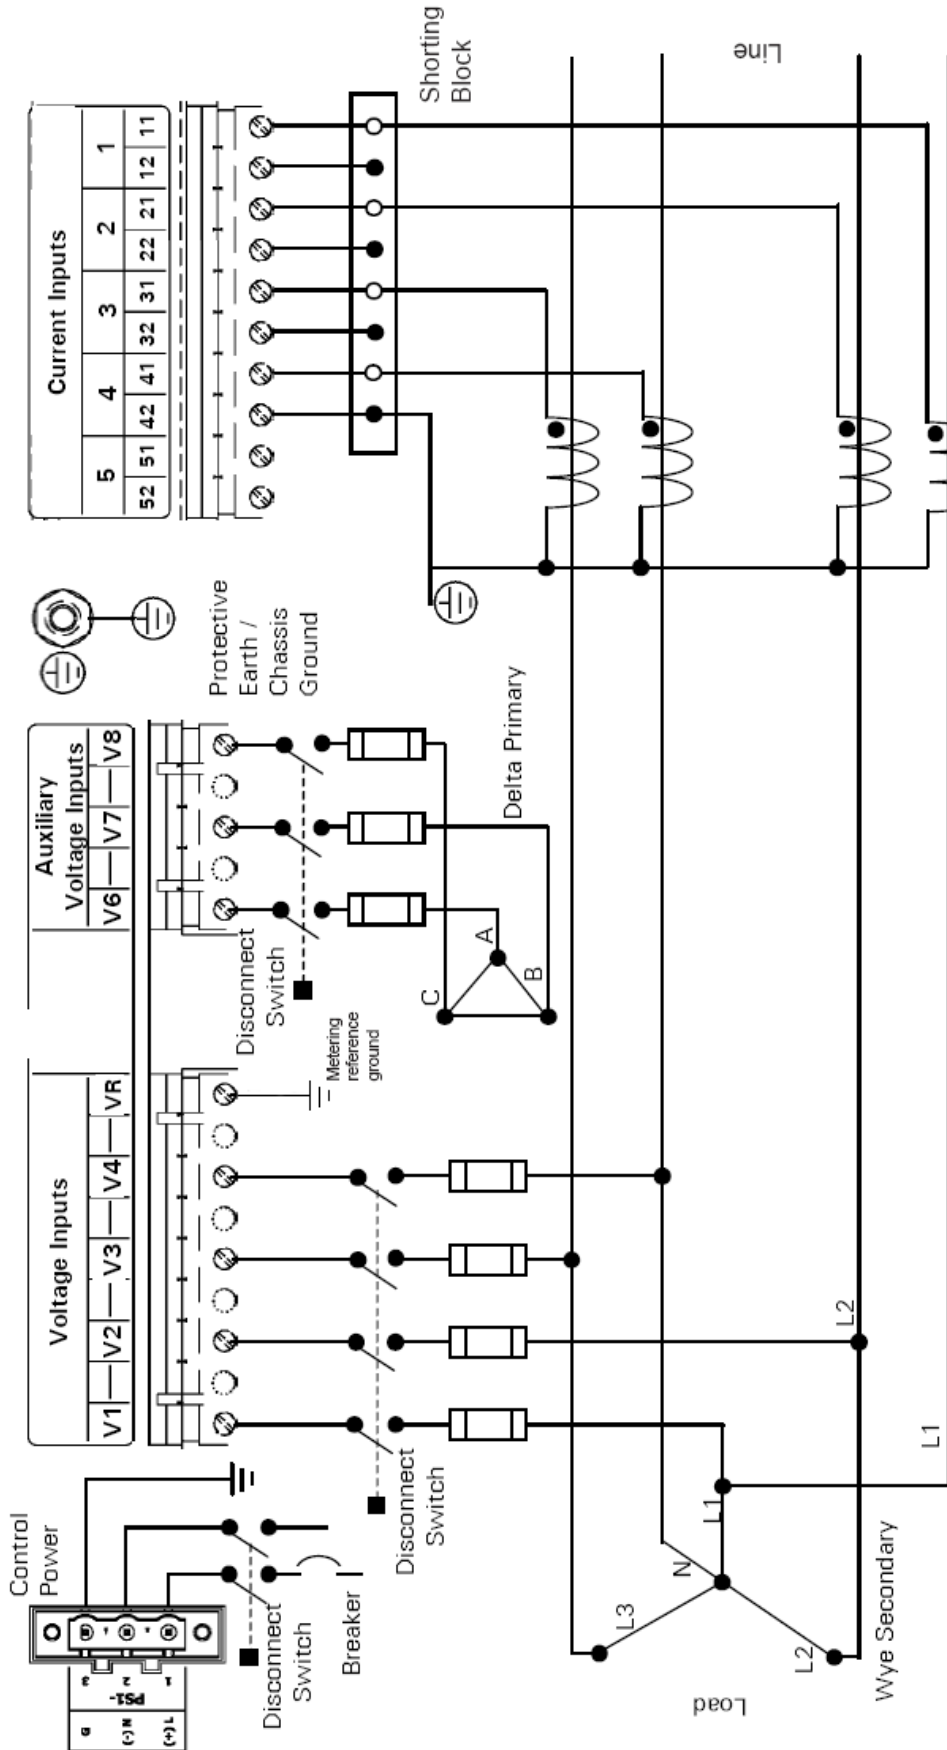 Current Inputs
5 4 3 2 1
52 51 42 41 32 31 22 21 12 11
Shorting
Block
Line
Protective
Earth /
Chassis
Ground
Auxiliary
Voltage Inputs
V6 V7 V8
Disconnect
Switch
Delta Primary
A
B
C
Voltage Inputs
V1 V2 V3 V4 VR
Metering
reference
ground
Disconnect
Switch
L2
L1
Control
Power
3 2 1
PS1-
G
N (-)
L (+)
Disconnect
Switch
Breaker
L1
N
L3
L2
Load
Wye Secondary